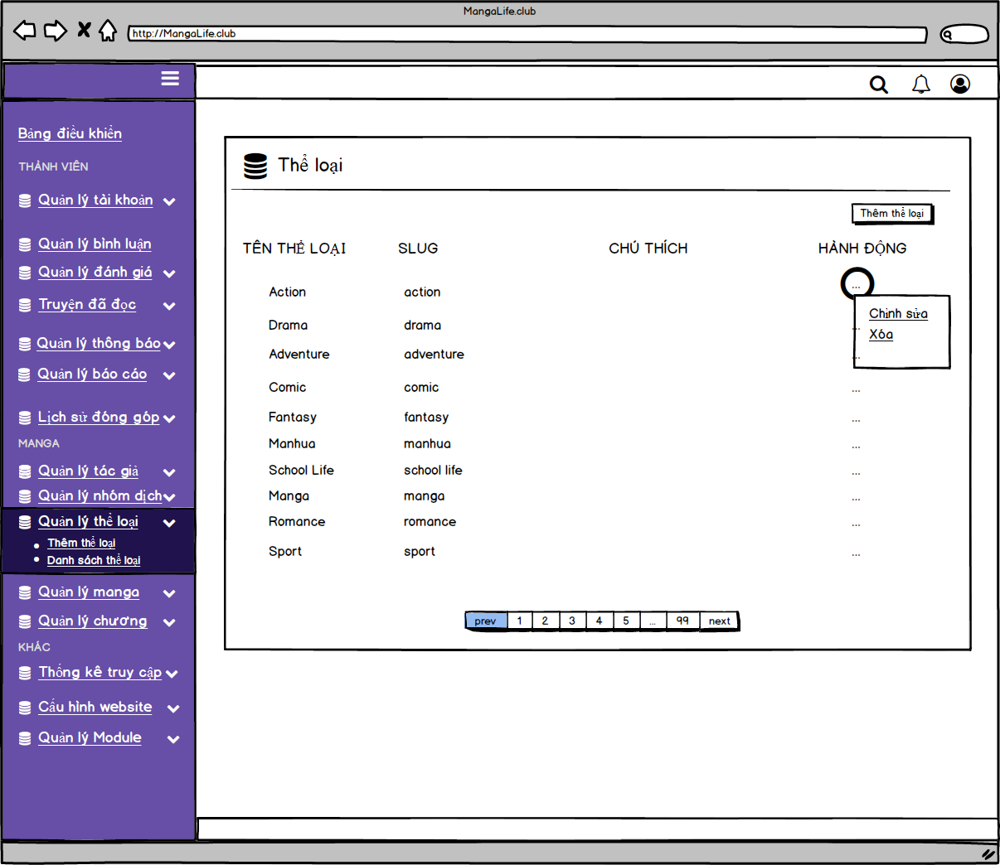 MangaLife.club
http://MangaLife.club
Bảng điều khiển
THÀNH VIÊN
Quản lý tài khoản
Quản lý bình luận
Quản lý đánh giá
Truyện đã đọc
Quản lý thông báo
Quản lý báo cáo
Lịch sử đóng góp
MANGA
Quản lý tác giả
Quản lý nhóm dịch
Quản lý thể loại
Thêm thể loại
Danh sách thể loại
Quản lý manga
Quản lý chương
KHÁC
Thống kê truy cập
Cấu hình website
Quản lý Module
Thể loại
Thêm thể loại
TÊN THỂ LOẠI SLUG CHÚ THÍCH HÀNH ĐỘNG
Action action ...
Chỉnh sửa
Xóa
Drama drama ...
Adventure adventure ...
Comic comic ...
Fantasy fantasy ...
Manhua manhua ...
School Life school life ...
Manga manga ...
Romance romance ...
Sport sport ...
prev 1 2 3 4 5 ... 99 next